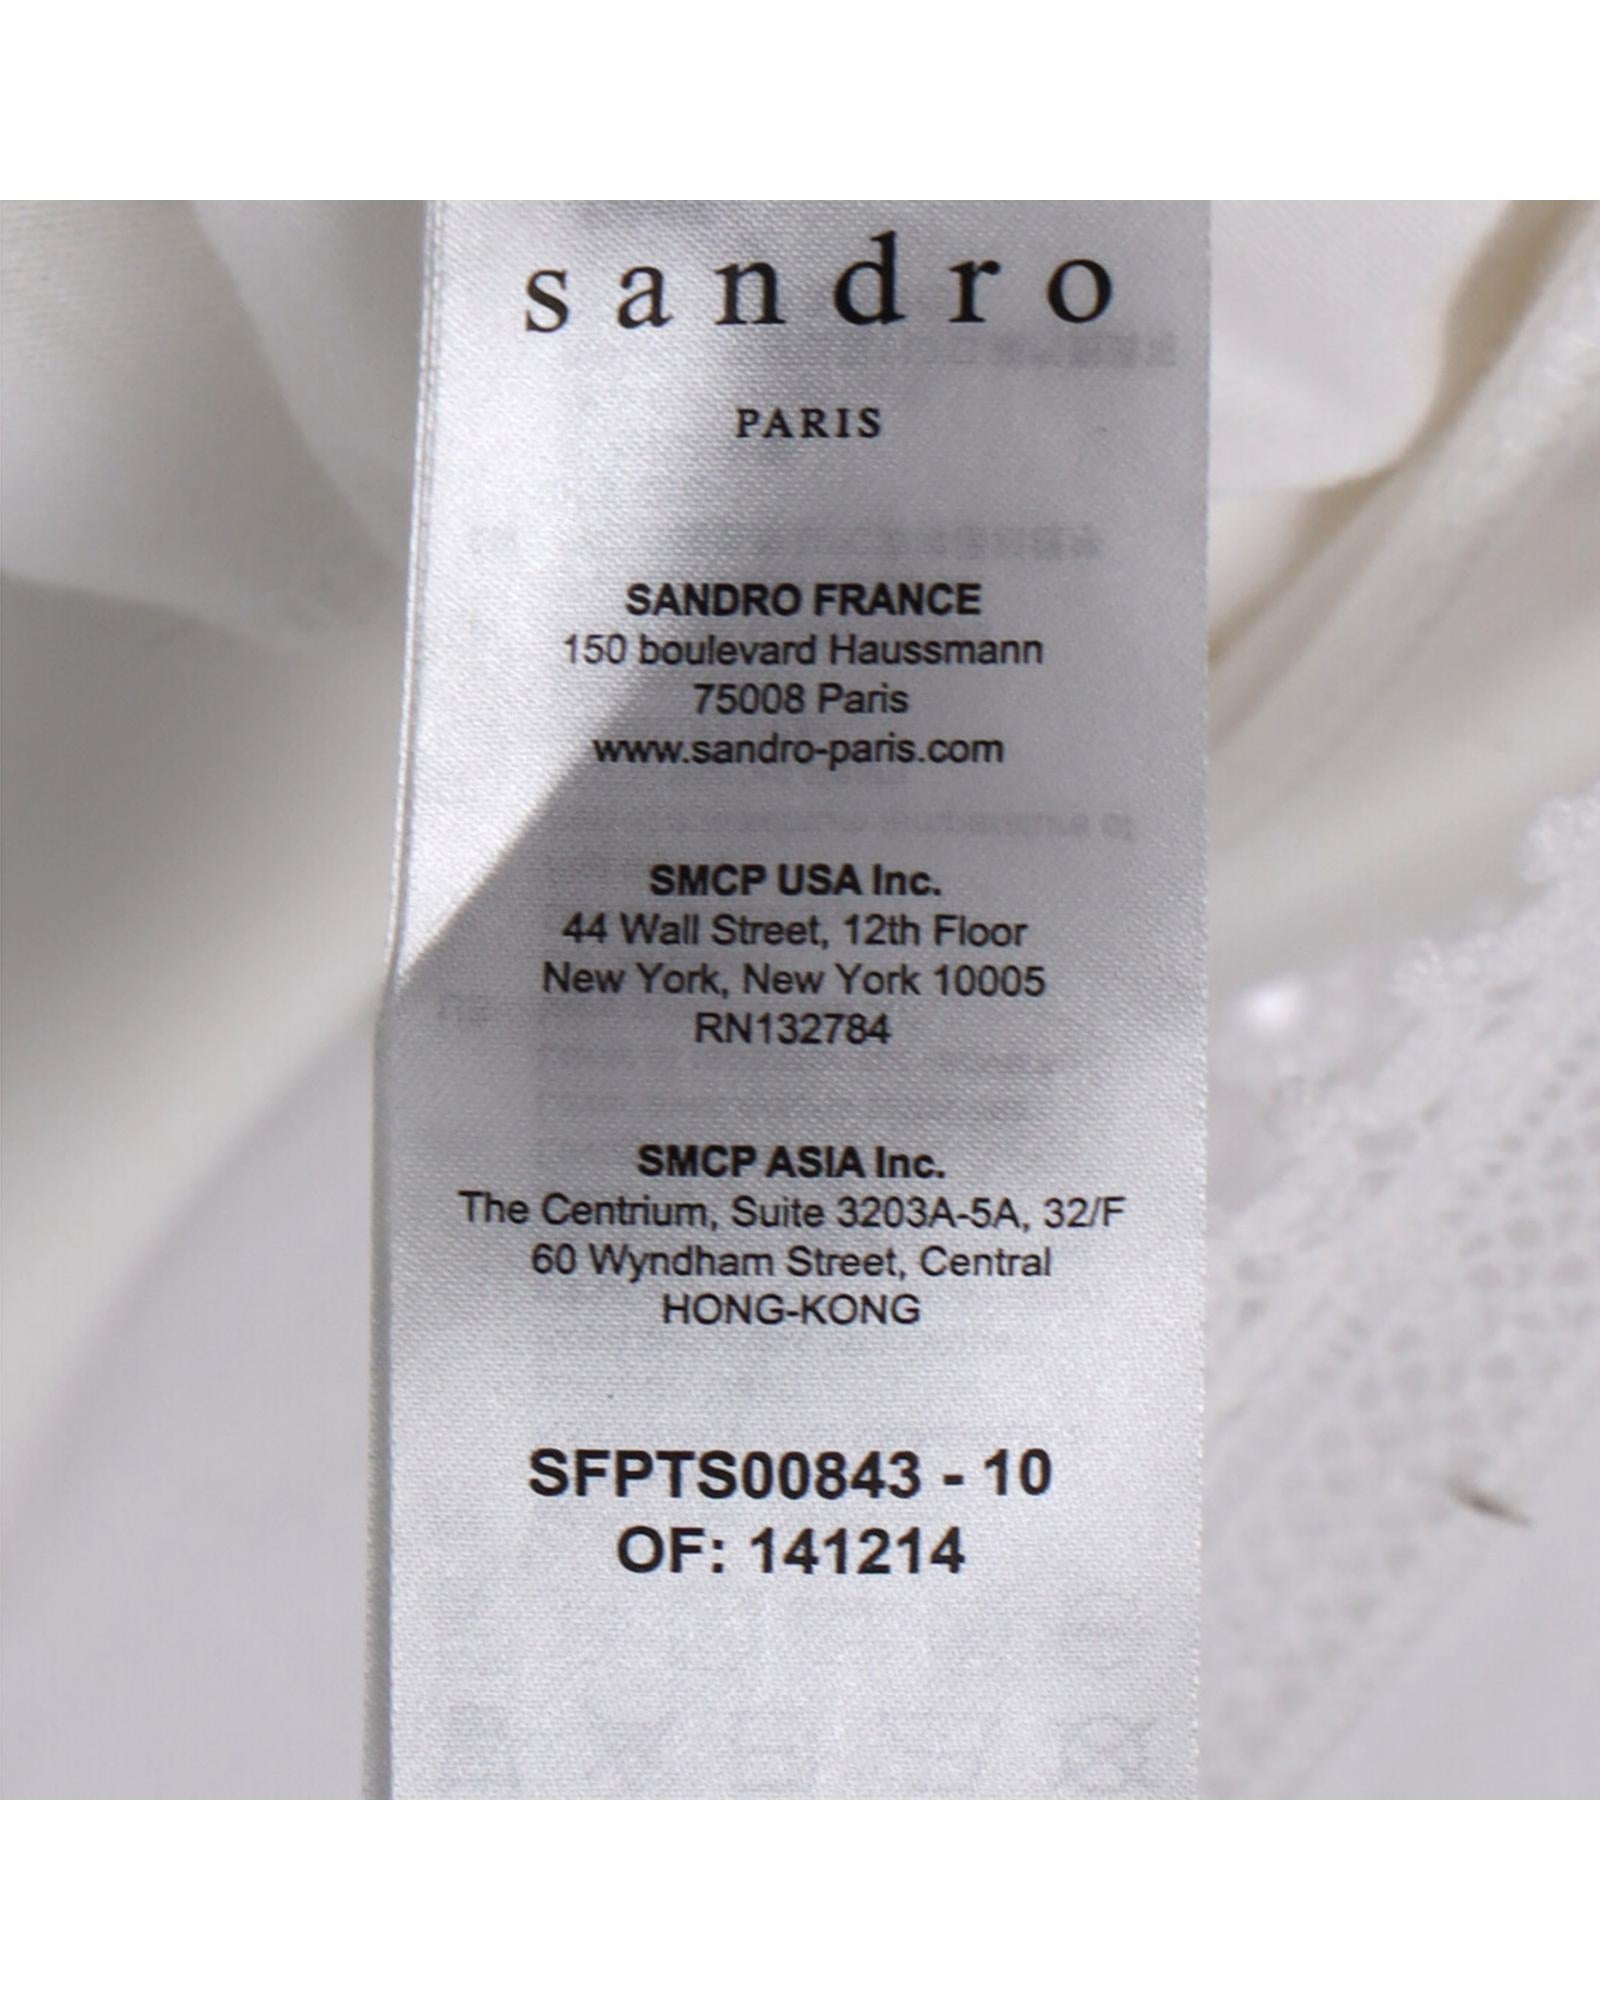 sandro
PARIS
SANDRO FRANCE
150 boulevard Haussmann
75008 Paris
www.sandro-paris.com
SMCP USA Inc.
44 Wall Street, 12th Floor
New York, New York 10005
RN132784
SMCP ASIA Inc.
The Centrium, Suite 3203A-5A, 32/F
60 Wyndham Street, Central
HONG-KONG
SFPTS00843 - 10
OF: 141214